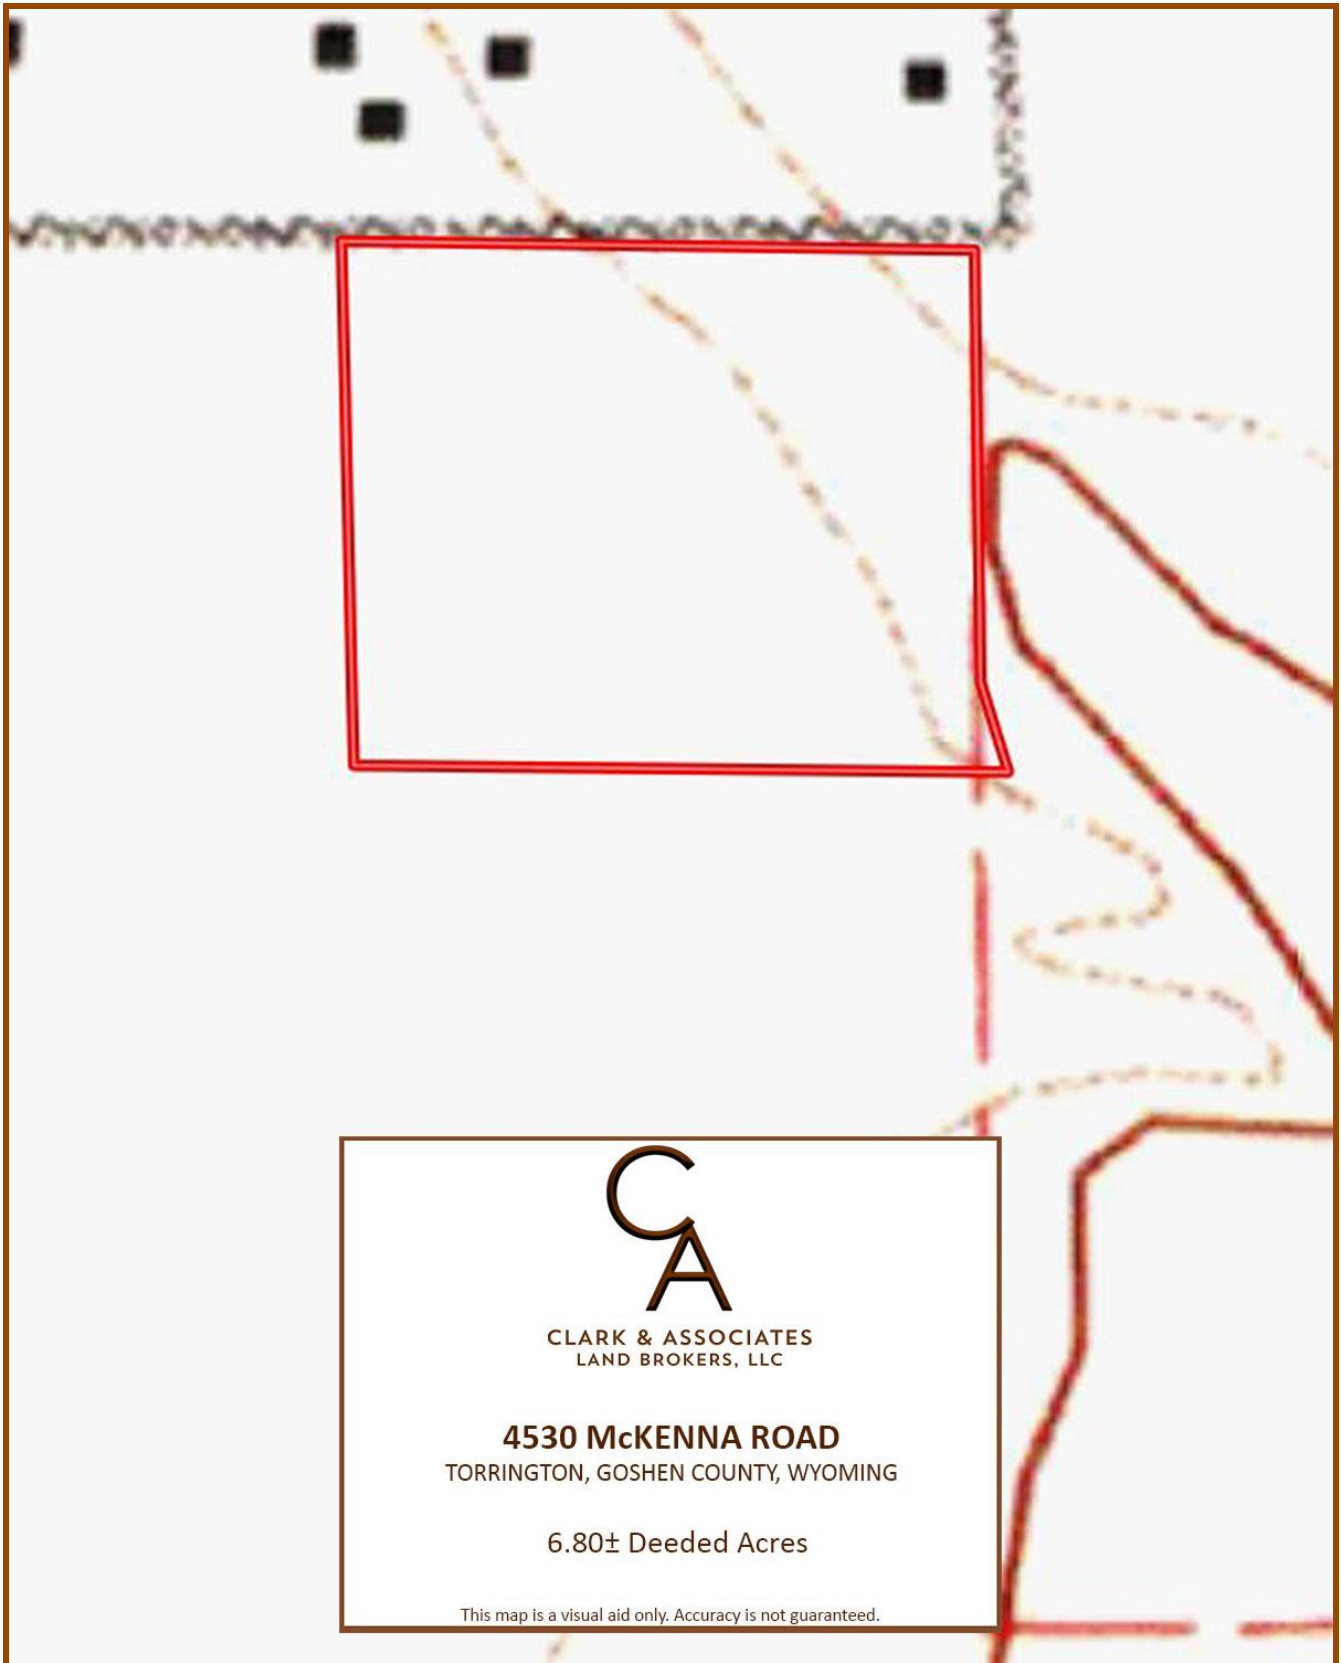 CA
CLARK & ASSOCIATES
LAND BROKERS, LLC
4530 McKENNA ROAD
TORRINGTON, GOSHEN COUNTY, WYOMING
6.80± Deeded Acres
This map is a visual aid only. Accuracy is not guaranteed.